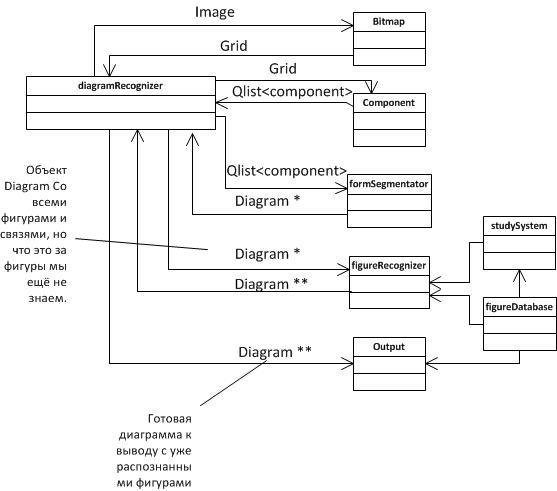 Image
Bitmap
Grid
Grid
diagramRecognizer
Qlist<component>
Component
Объект
Diagram Со
всеми
фигурами и
связями, но
что это за
фигуры мы
ещё не
знаем.
Qlist<component>
formSegmentator
Diagram *
studySystem
Diagram *
figureRecognizer
Diagram **
figureDatabase
Output
Diagram **
Готовая
диаграмма к
выводу с уже
распознанны
ми фигурами